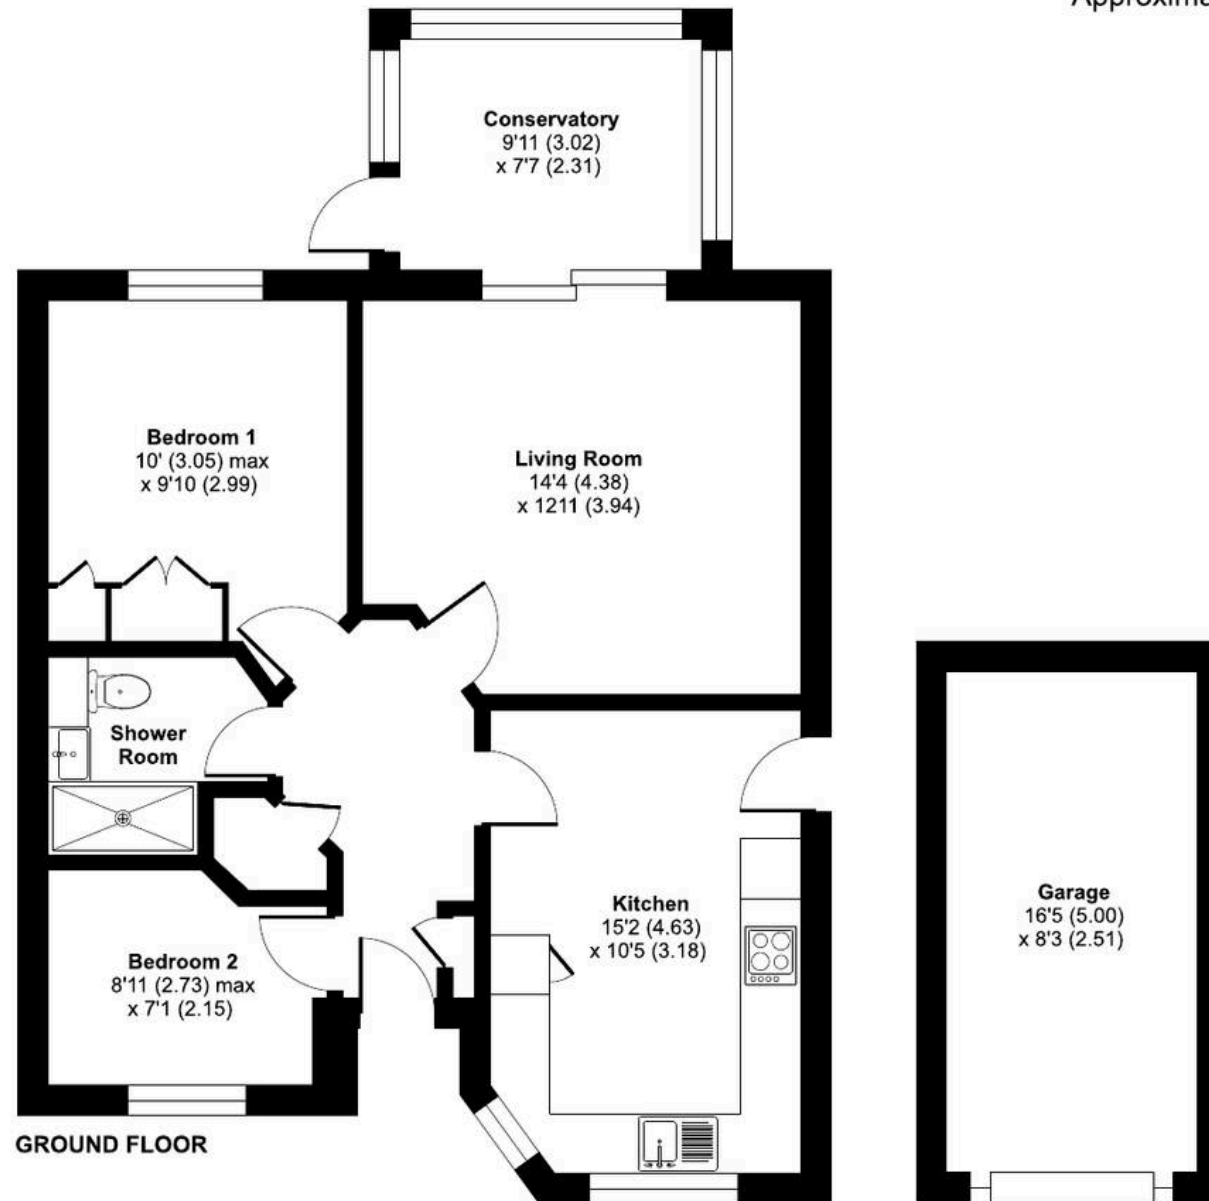 Approxima
Conservatory
9'11 (3.02)
x 7'7 (2.31)
Bedroom 1
10' (3.05) max
x 9'10 (2.99)
Living Room
14'4 (4.38)
x 1211 (3.94)
Shower
Room
Kitchen
15'2 (4.63)
x 10'5 (3.18)
Garage
16'5 (5.00)
x 8'3 (2.51)
Bedroom 2
8'11 (2.73) max
x 7'1 (2.15)
GROUND FLOOR